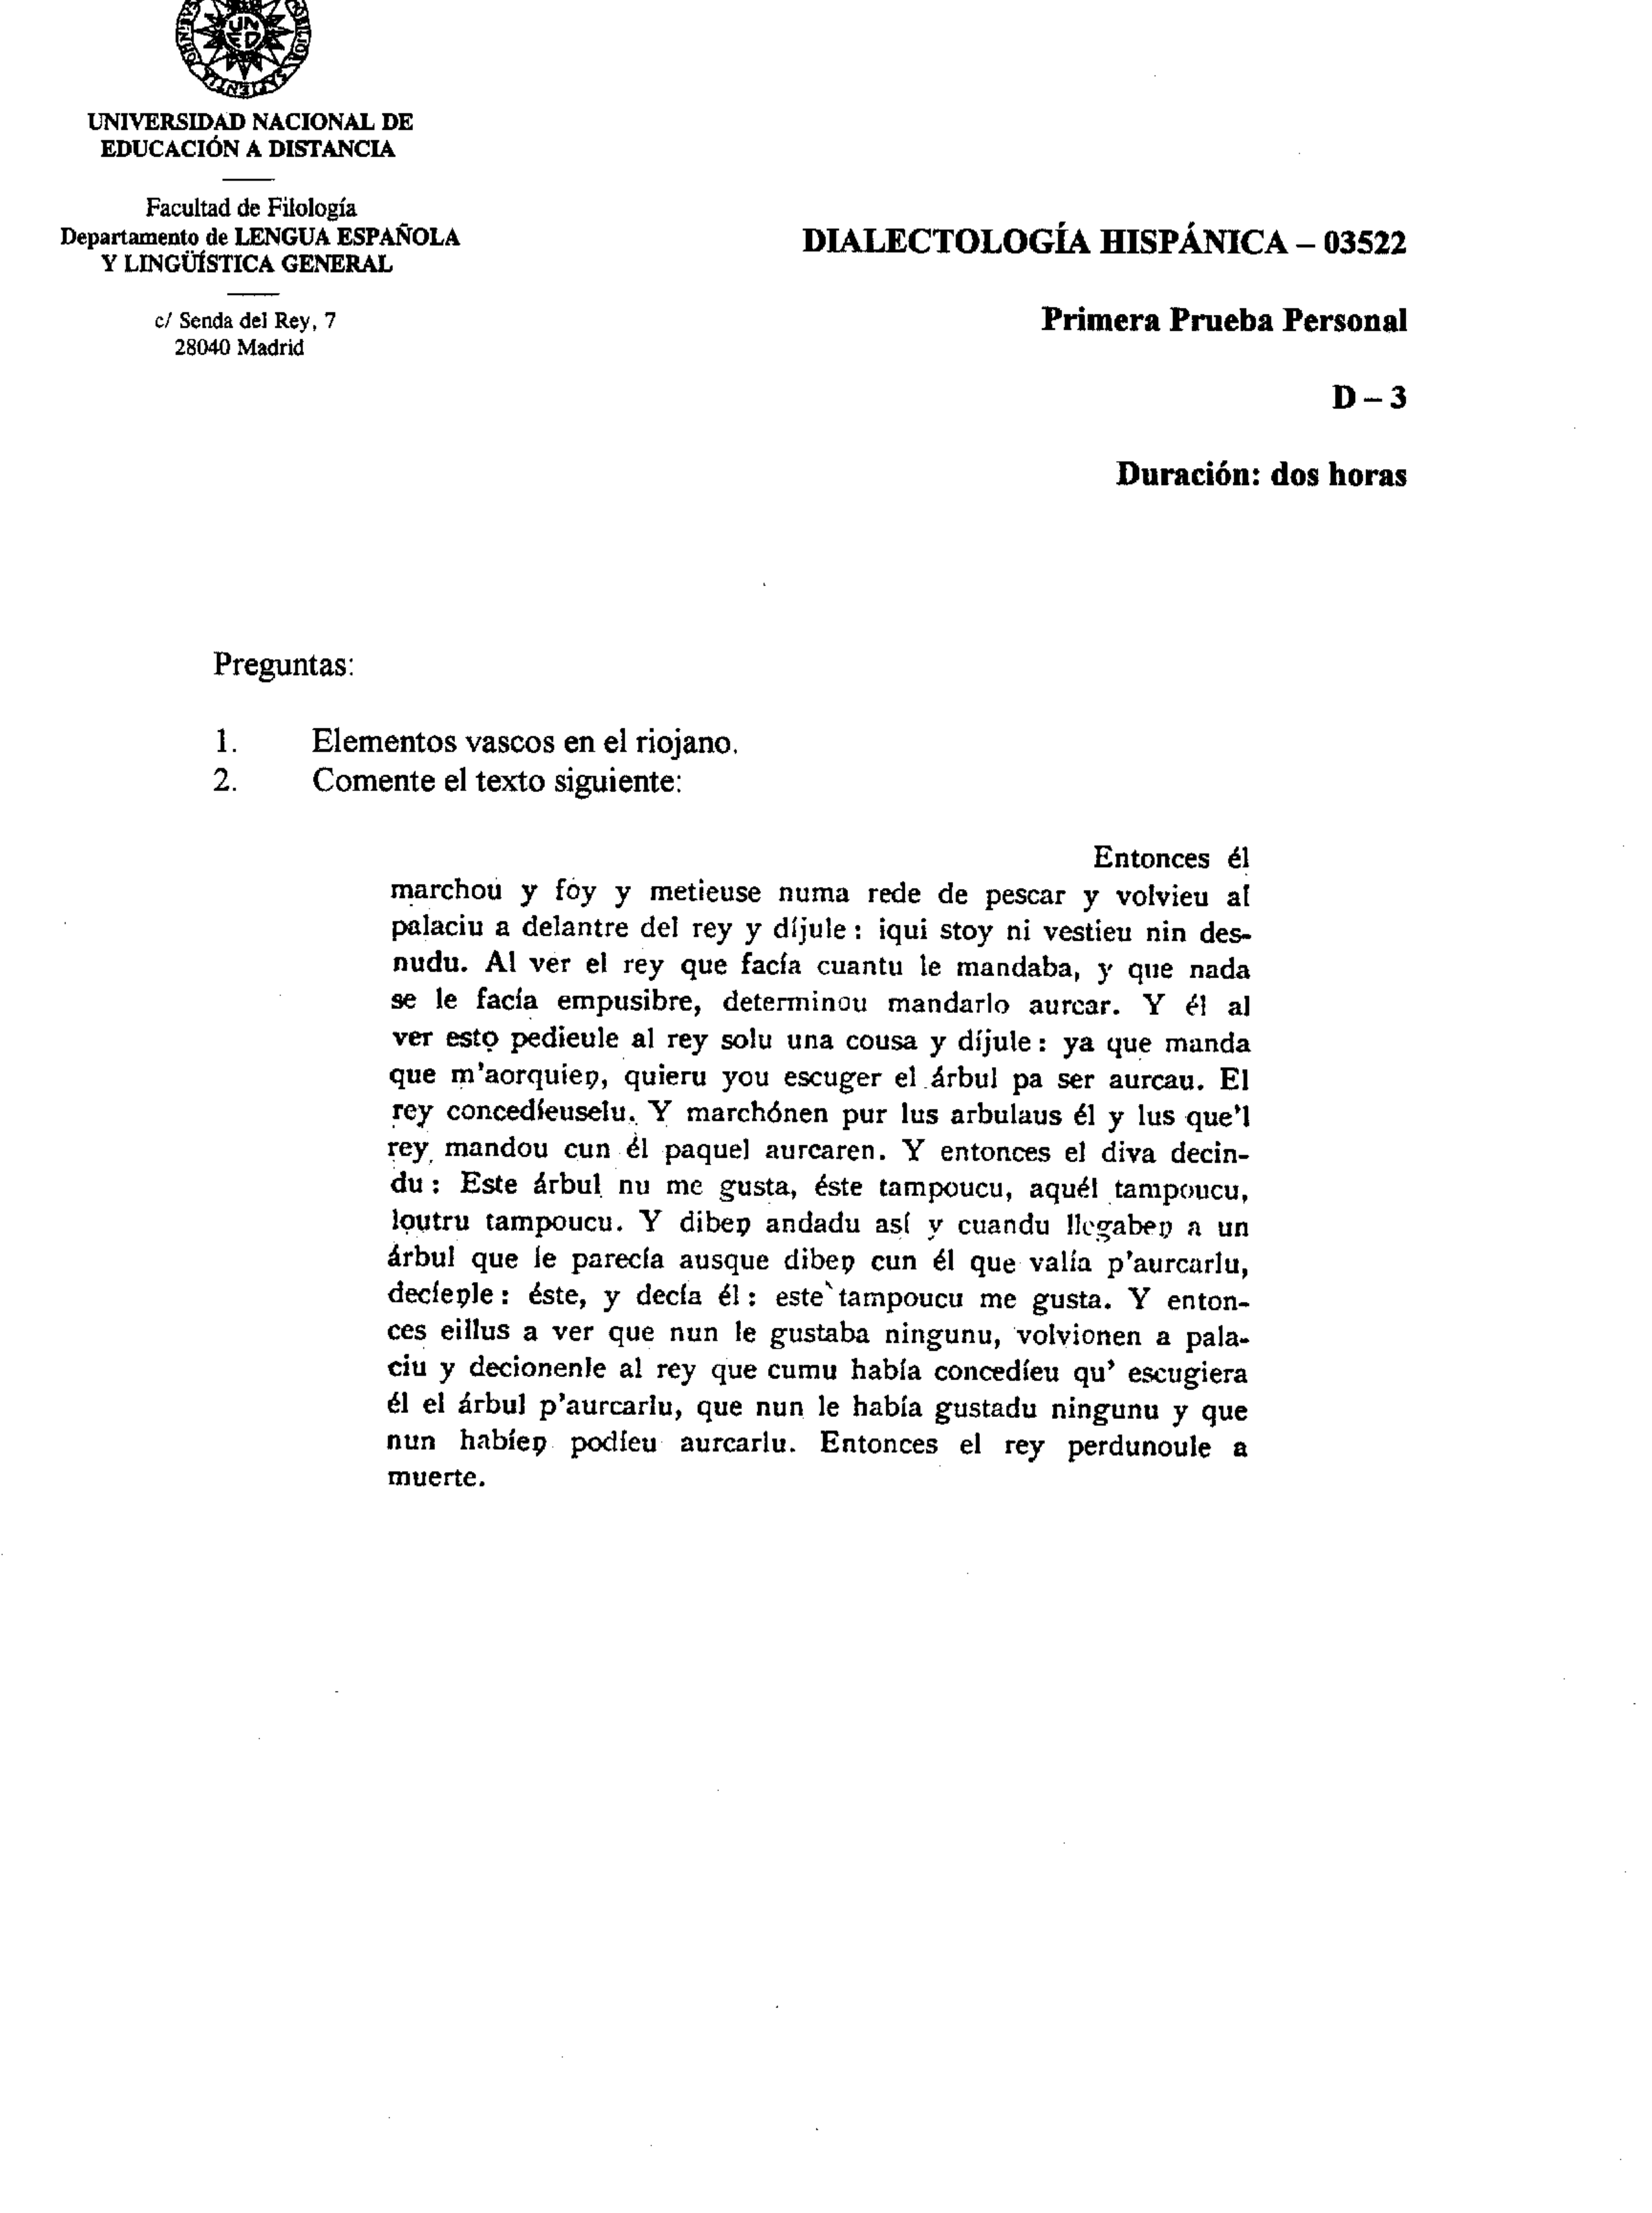 UN
ED
UNIVERSIDAD NACIONAL DE
EDUCACIÓN A DISTANCIA
Facultad de Filología
Departamento de LENGUA ESPAÑOLA
Y LINGÜÍSTICA GENERAL
c/ Senda del Rey, 7
28040 Madrid
DIALECTOLOGÍA HISPÁNICA – 03522
Primera Prueba Personal
D – 3
Duración: dos horas
Preguntas:
1. Elementos vascos en el riojano.
2. Comente el texto siguiente:
Entonces él
marchou y foy y metieuse numa rede de pescar y volvieu al
palaciu a delantre del rey y díjule : iqui stoy ni vestieu nin des-
nudu. Al ver el rey que facía cuantu le mandaba, y que nada
se le facía empusibre, determinou mandarlo aurcar. Y él al
ver esto pedieule al rey solu una cousa y díjule : ya que manda
que m'aorquieŋ, quieru you escuger el árbul pa ser aurcau. El
rey concedíeuselu. Y marchónen pur lus arbulaus él y lus que'l
rey mandou cun él paquel aurcaren. Y entonces el diva decin-
du : Este árbul nu me gusta, éste tampoucu, aquél tampoucu,
loutru tampoucu. Y dibeŋ andadu así y cuandu llegabeŋ a un
árbul que le parecía ausque dibeŋ cun él que valía p'aurcarlu,
decíeŋle : éste, y decía él : este tampoucu me gusta. Y enton-
ces eillus a ver que nun le gustaba ningunu, volvionen a pala-
ciu y decionenle al rey que cumu había concedíeu qu' escugiera
él el árbul p'aurcarlu, que nun le había gustadu ningunu y que
nun habíeŋ podíeu aurcarlu. Entonces el rey perdunoule a
muerte.